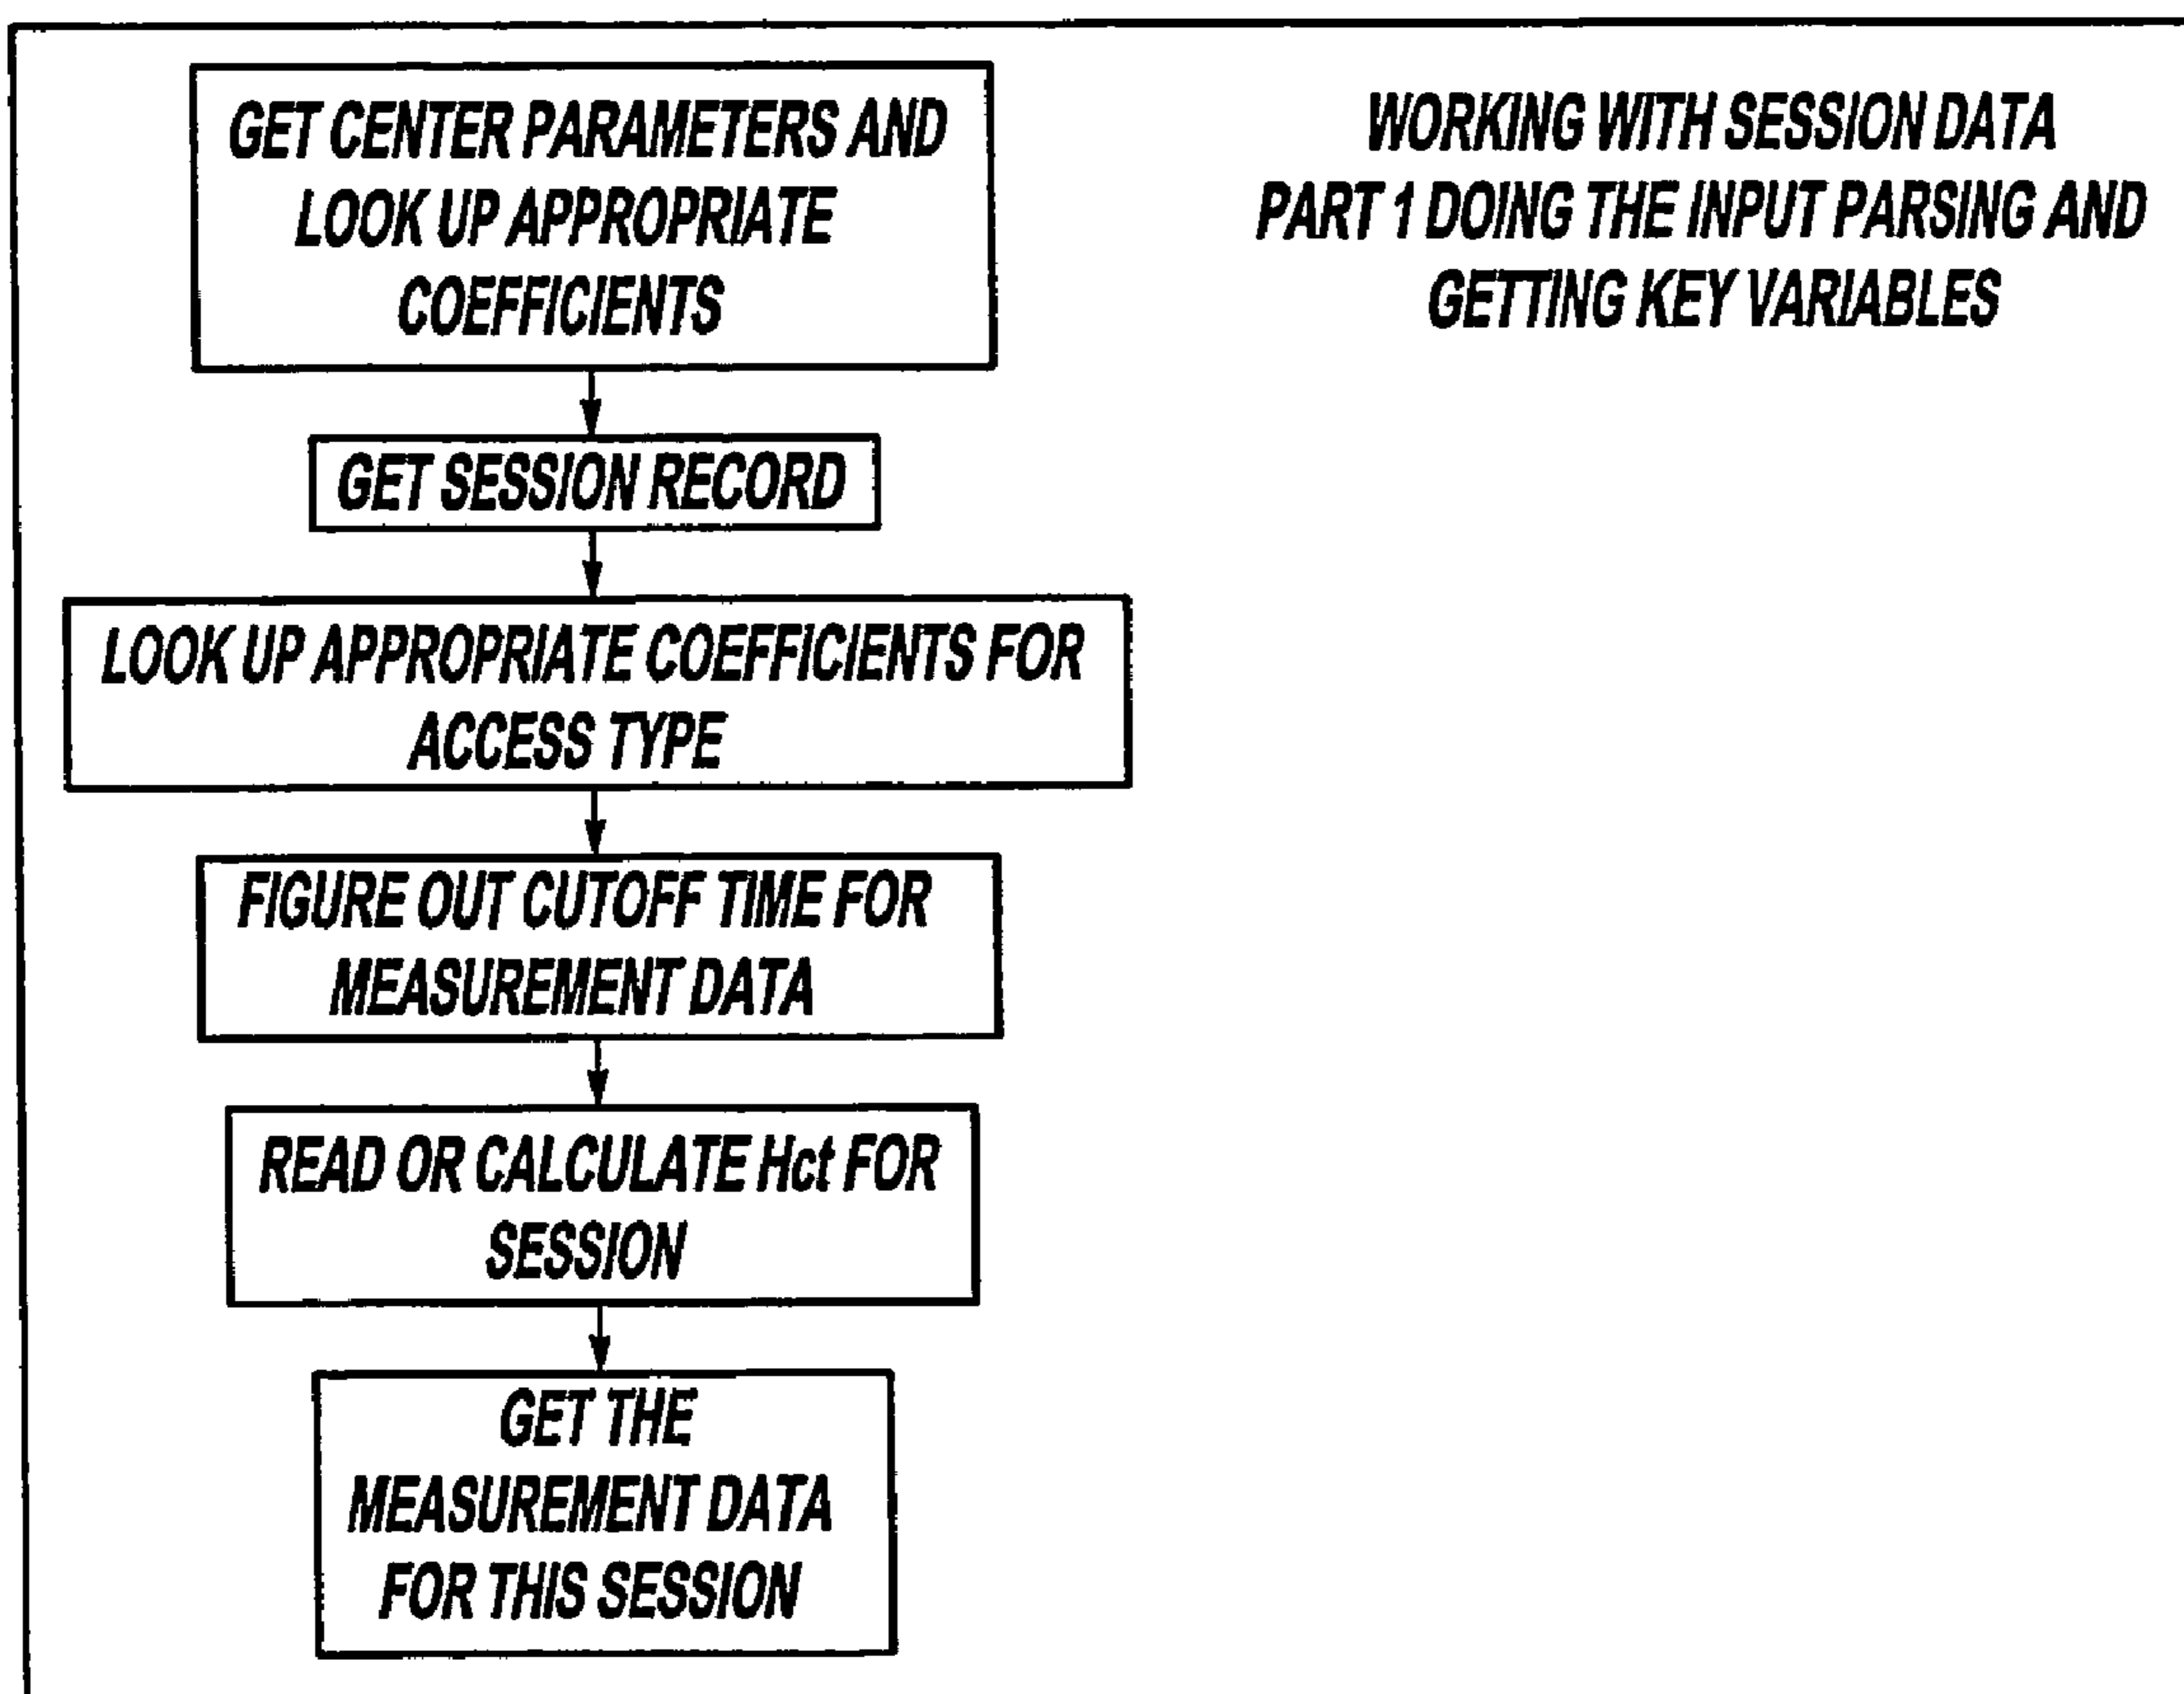 GET CENTER PARAMETERS AND
LOOK UP APPROPRIATE
COEFFICIENTS
WORKING WITH SESSION DATA
PART 1 DOING THE INPUT PARSING AND
GETTING KEY VARIABLES
GET SESSION RECORD
LOOK UP APPROPRIATE COEFFICIENTS FOR
ACCESS TYPE
FIGURE OUT CUTOFF TIME FOR
MEASUREMENT DATA
READ OR CALCULATE Hct FOR
SESSION
GET THE
MEASUREMENT DATA
FOR THIS SESSION